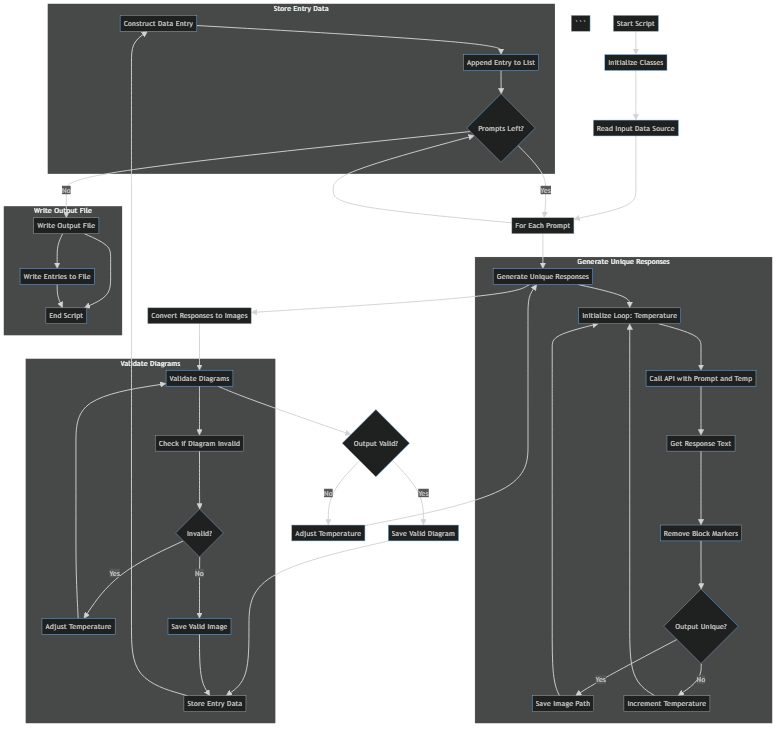 Store Entry Data
Construct Data Entry
```
Start Script
Append Entry to List
Initialize Classes
Prompts Left?
Read Input Data Source
No
Yes
Write Output File
Write Output File
For Each Prompt
Generate Unique Responses
Write Entries to File
Generate Unique Responses
End Script
Convert Responses to Images
Initialize Loop: Temperature
Validate Diagrams
Validate Diagrams
Call API with Prompt and Temp
Check if Diagram Invalid
Output Valid?
Get Response Text
No
Yes
Invalid?
Adjust Temperature
Save Valid Diagram
Remove Block Markers
Yes
No
Adjust Temperature
Save Valid Image
Output Unique?
Yes
No
Store Entry Data
Save Image Path
Increment Temperature